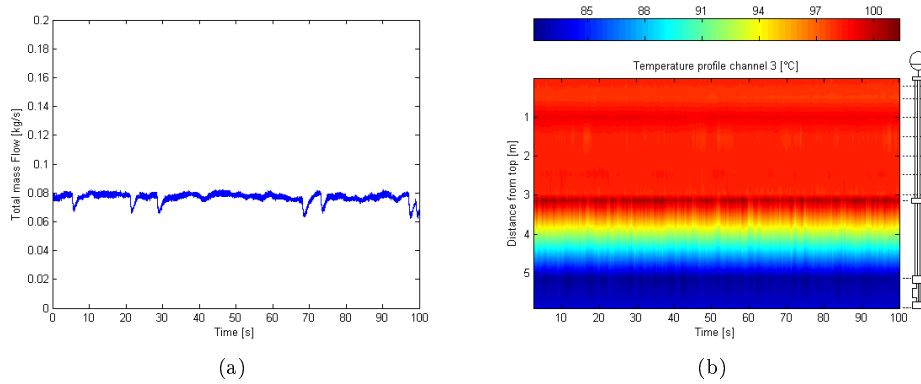 0.2
0.18
0.16
0.14
0.12
0.1
0.08
0.06
0.04
0.02
0
Total mass Flow [kg/s]
0 10 20 30 40 50 60 70 80 90 100
Time [s]
(a)
85 88 91 94 97 100
Temperature profile channel 3 [°C]
1
2
3
4
5
Distance from top [m]
10 20 30 40 50 60 70 80 90 100
Time [s]
(b)